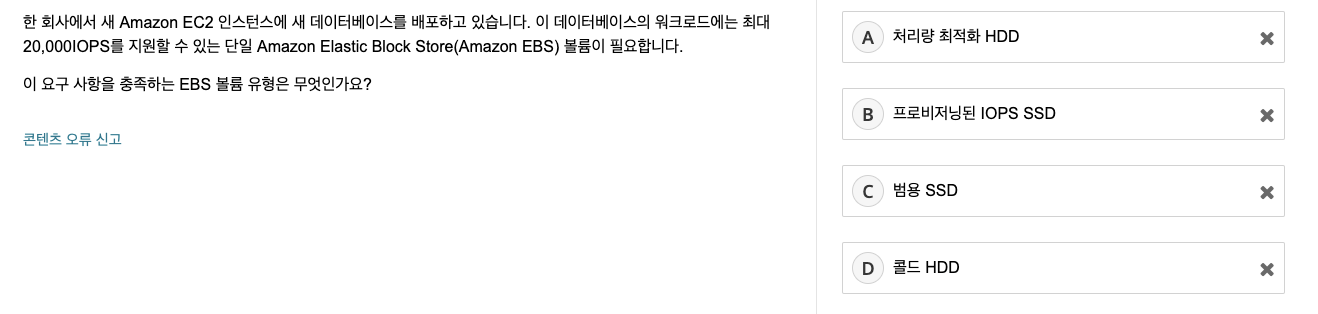 한 회사에서 새 Amazon EC2 인스턴스에 새 데이터베이스를 배포하고 있습니다. 이 데이터베이스의 워크로드에는 최대
20,000IOPS를 지원할 수 있는 단일 Amazon Elastic Block Store(Amazon EBS) 볼륨이 필요합니다.
이 요구 사항을 충족하는 EBS 볼륨 유형은 무엇인가요?
콘텐츠 오류 신고
A 처리량 최적화 HDD
B 프로비저닝된 IOPS SSD
C 범용 SSD
D 콜드 HDD